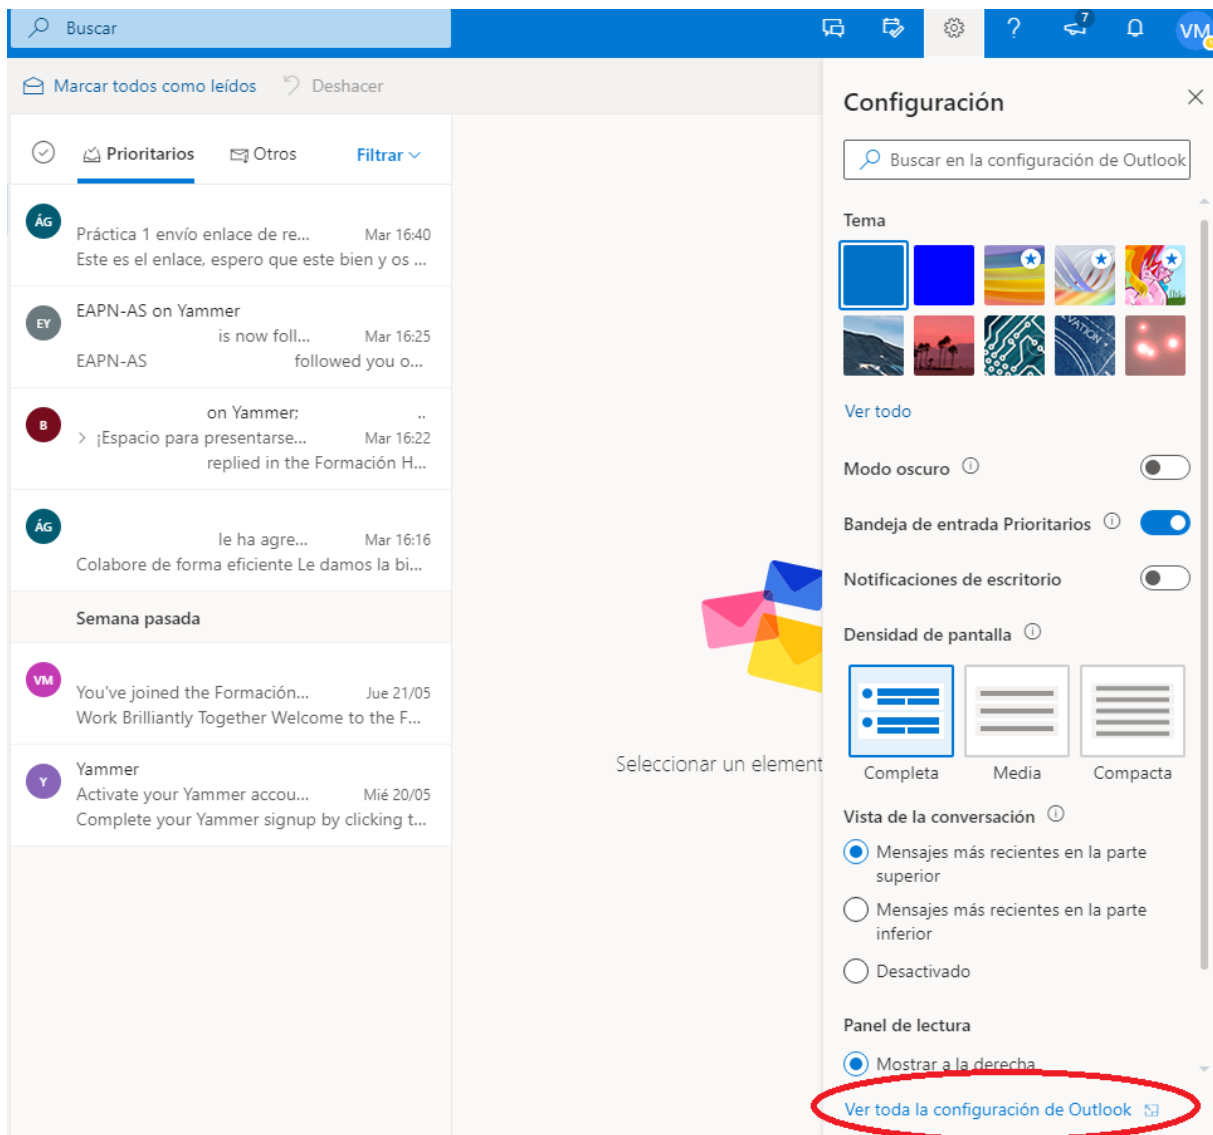 Buscar
7
VM
Marcar todos como leídos
Deshacer
Prioritarios
Otros
Filtrar
ÁG
Práctica 1 envío enlace de re...
Mar 16:40
Este es el enlace, espero que este bien y os ...
EY
EAPN-AS on Yammer
is now foll...
Mar 16:25
EAPN-AS
followed you o...
B
on Yammer;
..
> ¡Espacio para presentarse...
Mar 16:22
replied in the Formación H...
ÁG
le ha agre...
Mar 16:16
Colabore de forma eficiente Le damos la bi...
Semana pasada
VM
You've joined the Formación...
Jue 21/05
Work Brilliantly Together Welcome to the F...
Y
Yammer
Activate your Yammer accou...
Mié 20/05
Complete your Yammer signup by clicking t...
Seleccionar un element
Configuración
Buscar en la configuración de Outlook
Tema
Ver todo
Modo oscuro
Bandeja de entrada Prioritarios
Notificaciones de escritorio
Densidad de pantalla
Completa
Media
Compacta
Vista de la conversación
Mensajes más recientes en la parte
superior
Mensajes más recientes en la parte
inferior
Desactivado
Panel de lectura
Mostrar a la derecha
Ver toda la configuración de Outlook